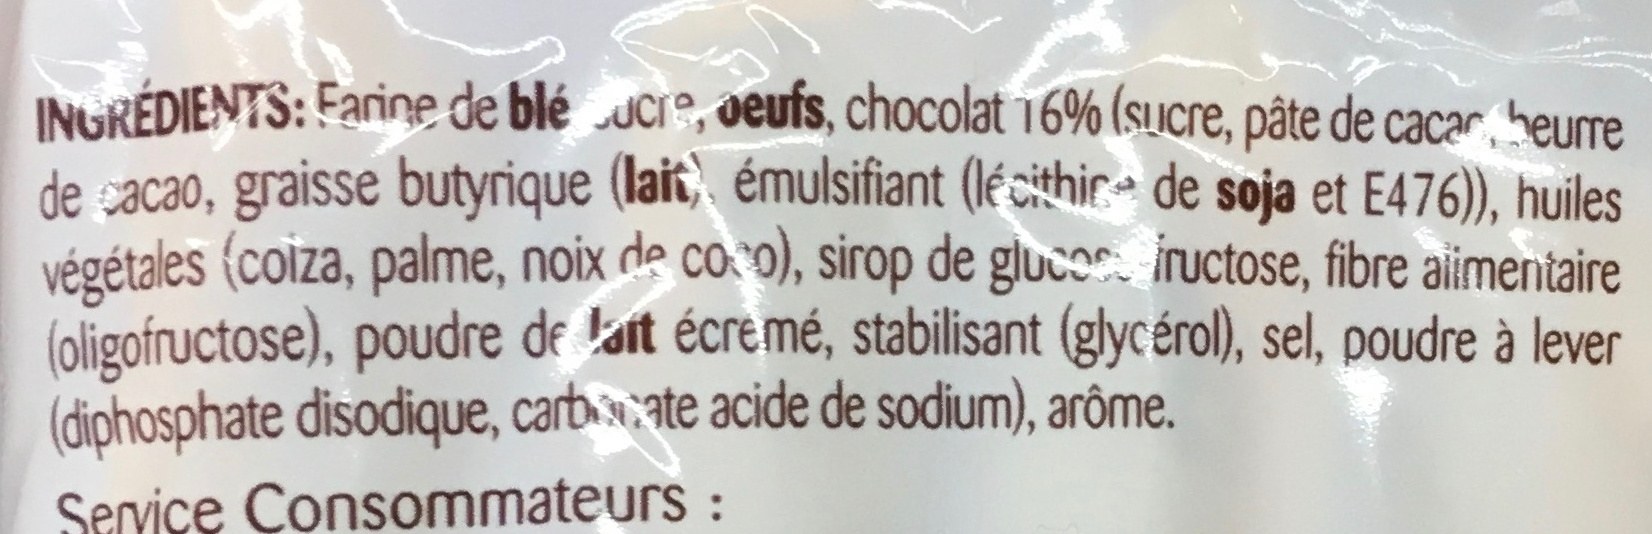 INGRÉDIENTS: Farine de blé, sucre, oeufs, chocolat 16% (sucre, pâte de cacao, beurre
de cacao, graisse butyrique (lait), émulsifiant (lécithine de soja et E476)), huiles
végétales (colza, palme, noix de coco), sirop de glucose-fructose, fibre alimentaire
(oligofructose), poudre de lait écrémé, stabilisant (glycérol), sel, poudre à lever
(diphosphate disodique, carbonate acide de sodium), arôme.
Service Consommateurs :